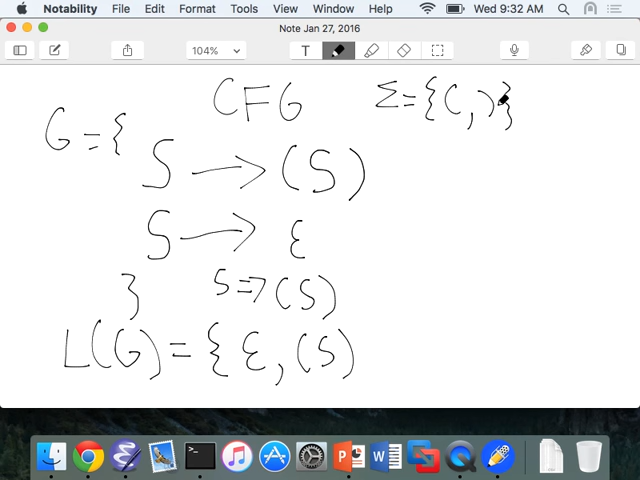 Notability File Edit Format Tools View Window Help Wed 9:32 AM
Note Jan 27, 2016
104% T
CFG Σ={(,)}
G={
S → (S)
S → ε
} S ⇒ (S)
L(G) = { ε, (S)